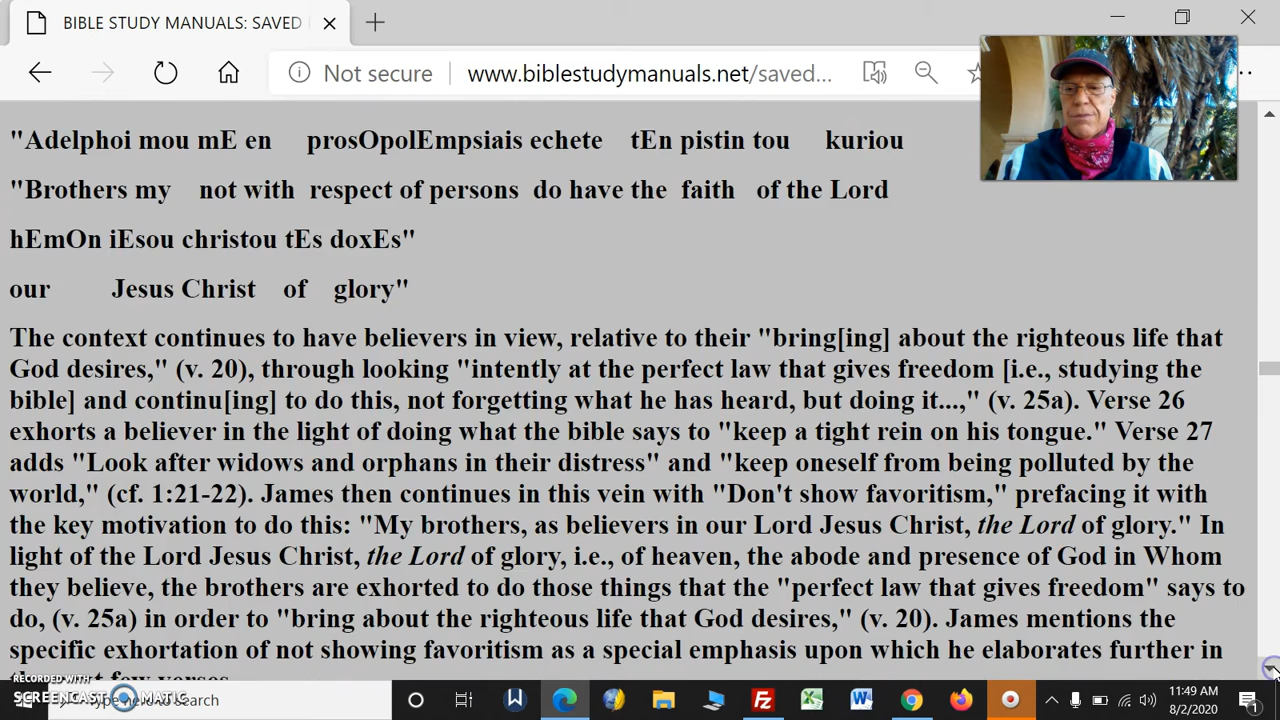 BIBLE STUDY MANUALS: SAVED
Not secure www.biblestudymanuals.net/saved...
"Adelphoi mou mE en prosOpolEmpsiais echete tEn pistin tou kuriou
"Brothers my not with respect of persons do have the faith of the Lord
hEmOn iEsou christou tEs doxEs"
our Jesus Christ of glory"
The context continues to have believers in view, relative to their "bring[ing] about the righteous life that
God desires," (v. 20), through looking "intently at the perfect law that gives freedom [i.e., studying the
bible] and continu[ing] to do this, not forgetting what he has heard, but doing it...," (v. 25a). Verse 26
exhorts a believer in the light of doing what the bible says to "keep a tight rein on his tongue." Verse 27
adds "Look after widows and orphans in their distress" and "keep oneself from being polluted by the
world," (cf. 1:21-22). James then continues in this vein with "Don't show favoritism," prefacing it with
the key motivation to do this: "My brothers, as believers in our Lord Jesus Christ, the Lord of glory." In
light of the Lord Jesus Christ, the Lord of glory, i.e., of heaven, the abode and presence of God in Whom
they believe, the brothers are exhorted to do those things that the "perfect law that gives freedom" says to
do, (v. 25a) in order to "bring about the righteous life that God desires," (v. 20). James mentions the
specific exhortation of not showing favoritism as a special emphasis upon which he elaborates further in
few verses
RECORDED WITH
SCREENCAST MATIC
Type here to search
11:49 AM
8/2/2020
1